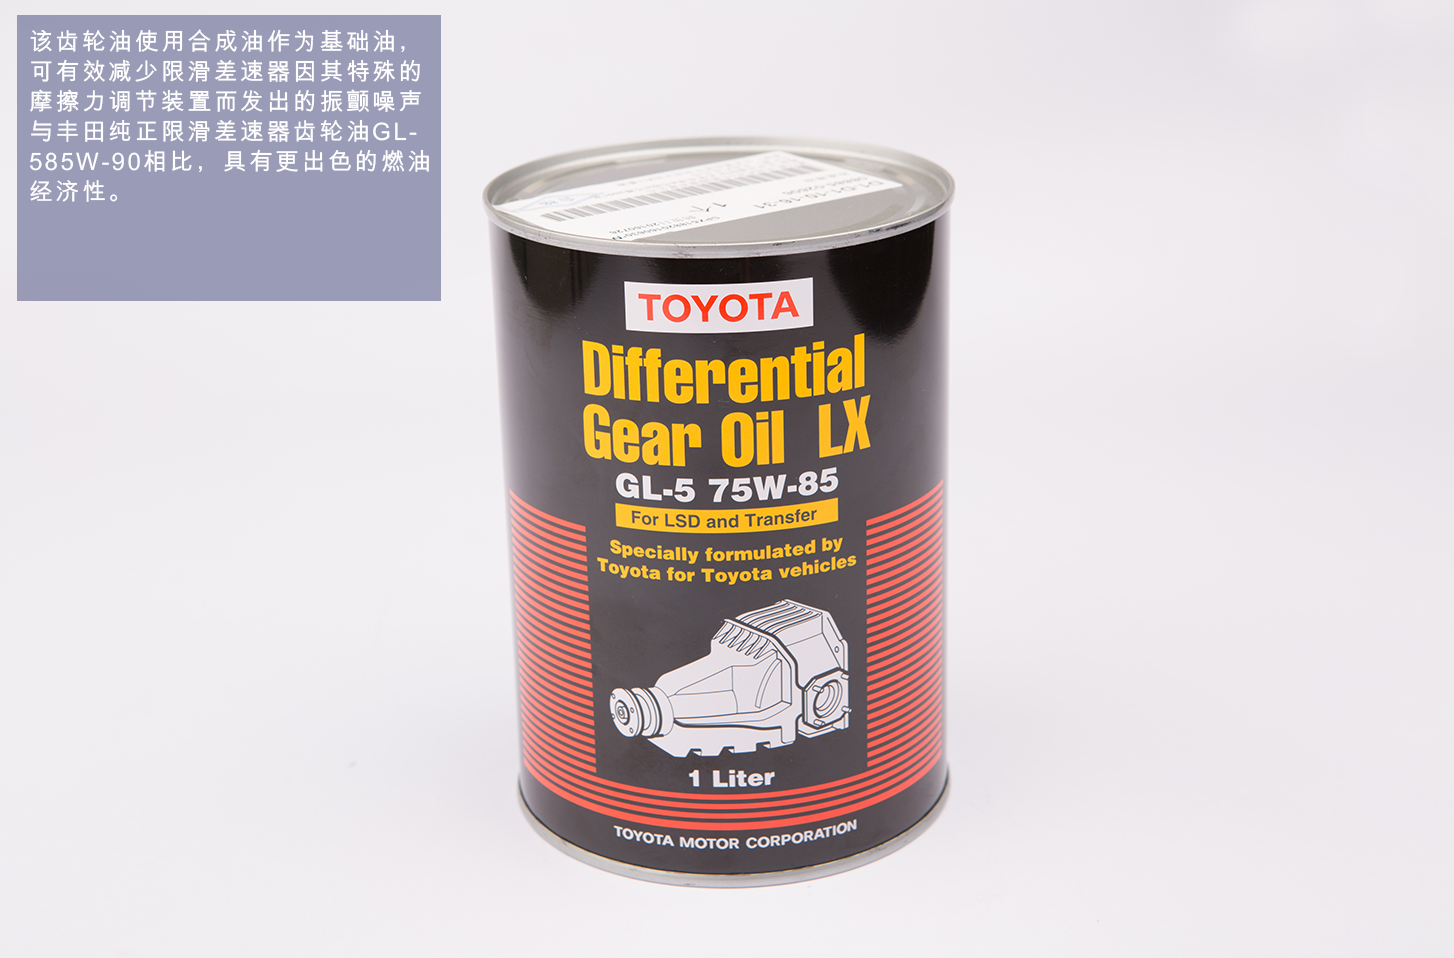 该齿轮油使用合成油作为基础油，
可有效减少限滑差速器因其特殊的
摩擦力调节装置而发出的振颤噪声
与丰田纯正限滑差速器齿轮油GL-
585W-90相比，具有更出色的燃油
经济性。
TOYOTA
Differential
Gear Oil LX
GL-5 75W-85
For LSD and Transfer
Specially formulated by
Toyota for Toyota vehicles
1 Liter
TOYOTA MOTOR CORPORATION